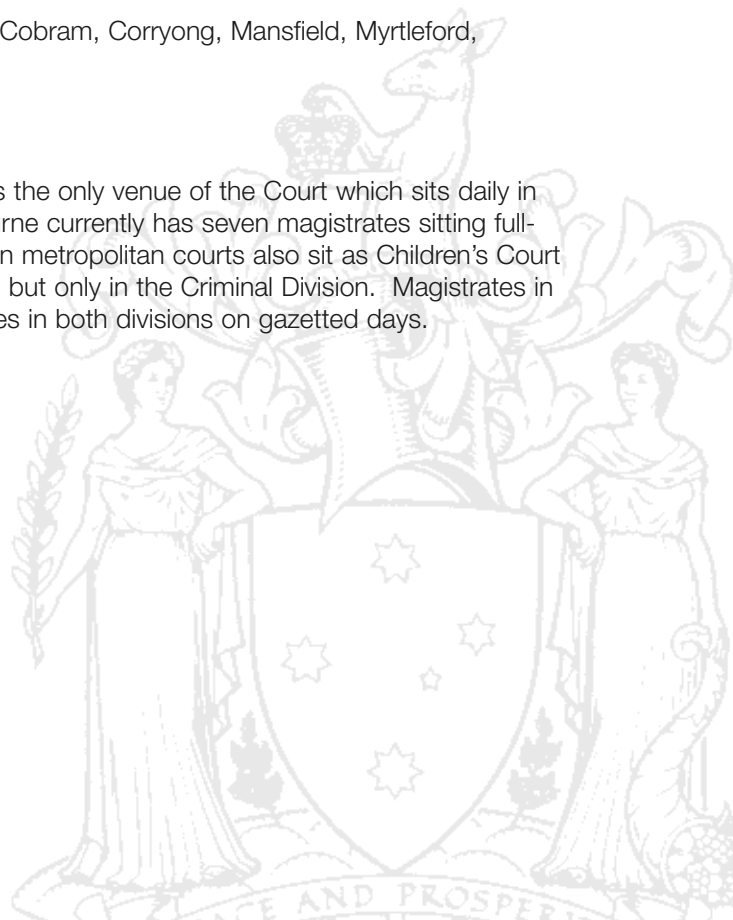 Cobram, Corryong, Mansfield, Myrtleford,
s the only venue of the Court which sits daily in
rne currently has seven magistrates sitting full-
n metropolitan courts also sit as Children's Court
but only in the Criminal Division. Magistrates in
es in both divisions on gazetted days.
AND PROSPER